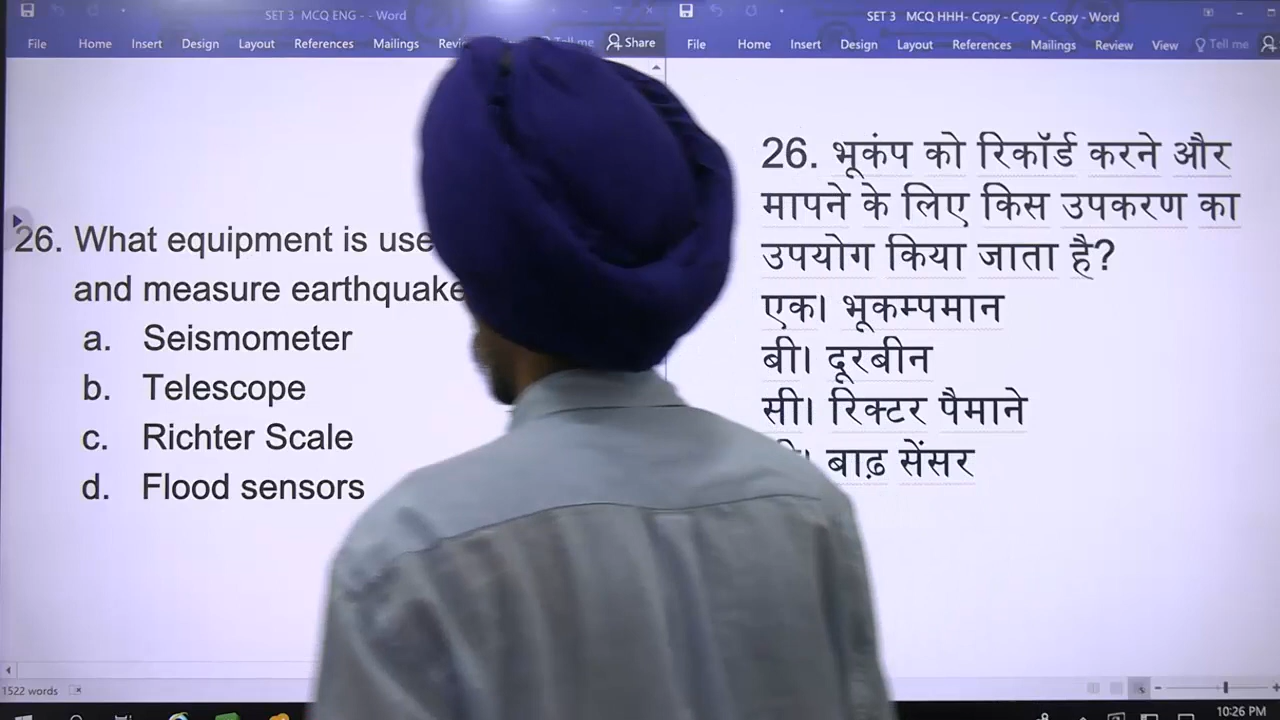 SET 3 MCQ ENG - - Word
File Home Insert Design Layout References Mailings Tell me Share
26. What equipment is
and measure
a. Seismometer
b. Telescope
c. Richter Scale
d. Flood sensors
1522 words
SET 3 MCQ HHH- Copy - Copy - Copy - Word
File Home Insert Design Layout References Mailings Review View Tell me
26. भूकंप को रिकॉर्ड करने और
मापने के लिए किस उपकरण का
उपयोग किया जाता है?
एक। भूकम्पमान
बी। दूरबीन
सी। रिक्टर पैमाने
बाढ़ सेंसर
10:26 PM